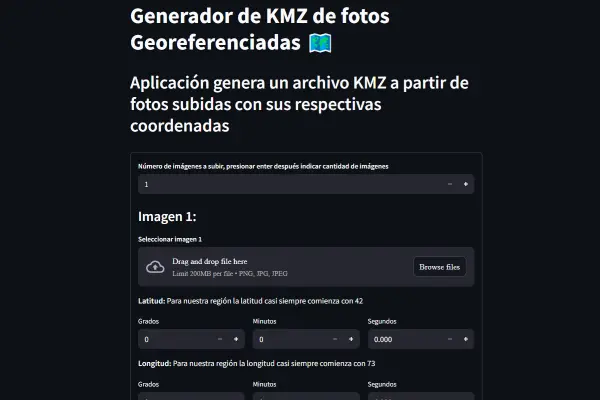 Generador de KMZ de fotos
Georeferenciadas
Aplicación genera un archivo KMZ a partir de
fotos subidas con sus respectivas
coordenadas
Número de imágenes a subir, presionar enter después indicar cantidad de imágenes
1
Imagen 1:
Seleccionar imagen 1
Drag and drop file here
Limit 200MB per file • PNG, JPG, JPEG
Browse files
Latitud: Para nuestra región la latitud casi siempre comienza con 42
Grados Minutos Segundos
0 0 0.000
Longitud: Para nuestra región la longitud casi siempre comienza con 73
Grados Minutos Segundos